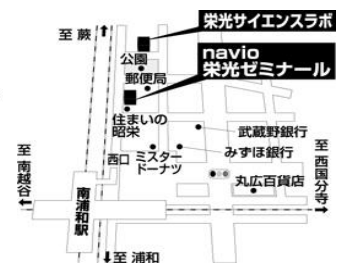 至 蕨
栄光サイエンスラボ
公園
navio
栄光ゼミナール
郵便局
住まいの
昭栄
武蔵野銀行
みずほ銀行
西口
ミスター
ドーナツ
丸広百貨店
至 南越谷
南浦和駅
至 西国分寺
至 浦和